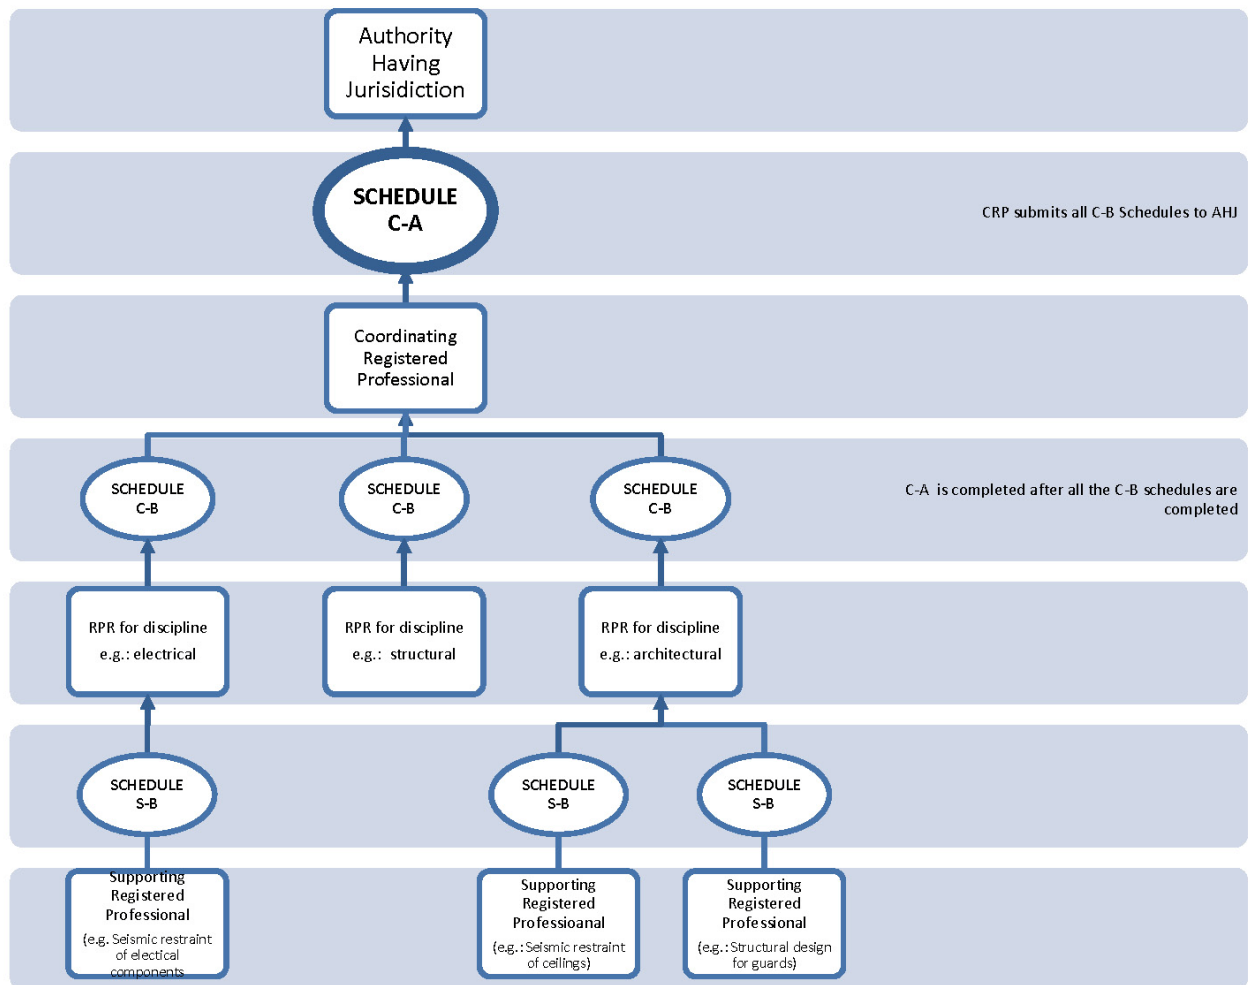 Authority
Having
Jurisidiction
SCHEDULE
C-A
CRP submits all C-B Schedules to AHJ
Coordinating
Registered
Professional
SCHEDULE
C-B
SCHEDULE
C-B
SCHEDULE
C-B
C-A is completed after all the C-B schedules are
completed
RPR for discipline
e.g.: electrical
RPR for discipline
e.g.: structural
RPR for discipline
e.g.: architectural
SCHEDULE
S-B
SCHEDULE
S-B
SCHEDULE
S-B
Supporting
Registered
Professional
(e.g. Seismic restraint
of electical
components
Supporting
Registered
Professioanal
(e.g.: Seismic restraint
of ceilings)
Supporting
Registered
Professional
(e.g.: Structural design
for guards)